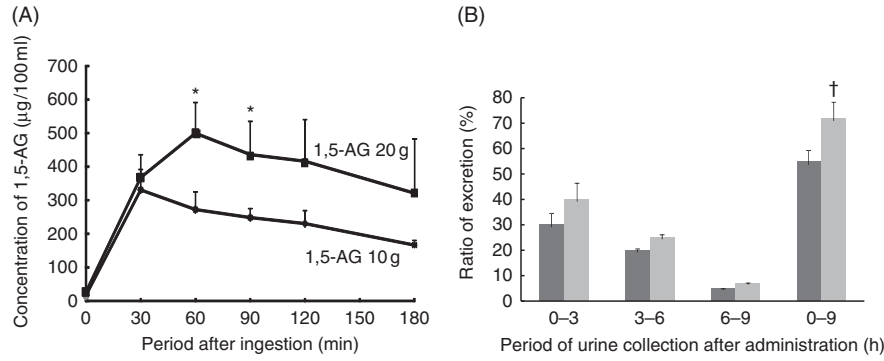 (A)
Concentration of 1,5-AG (µg/100 ml)
700
600
500
400
300
200
100
0
*
*
1,5-AG 20 g
1,5-AG 10 g
0 30 60 90 120 150 180
Period after ingestion (min)
(B)
Ratio of excretion (%)
80
70
60
50
40
30
20
10
0
†
0–3 3–6 6–9 0–9
Period of urine collection after administration (h)